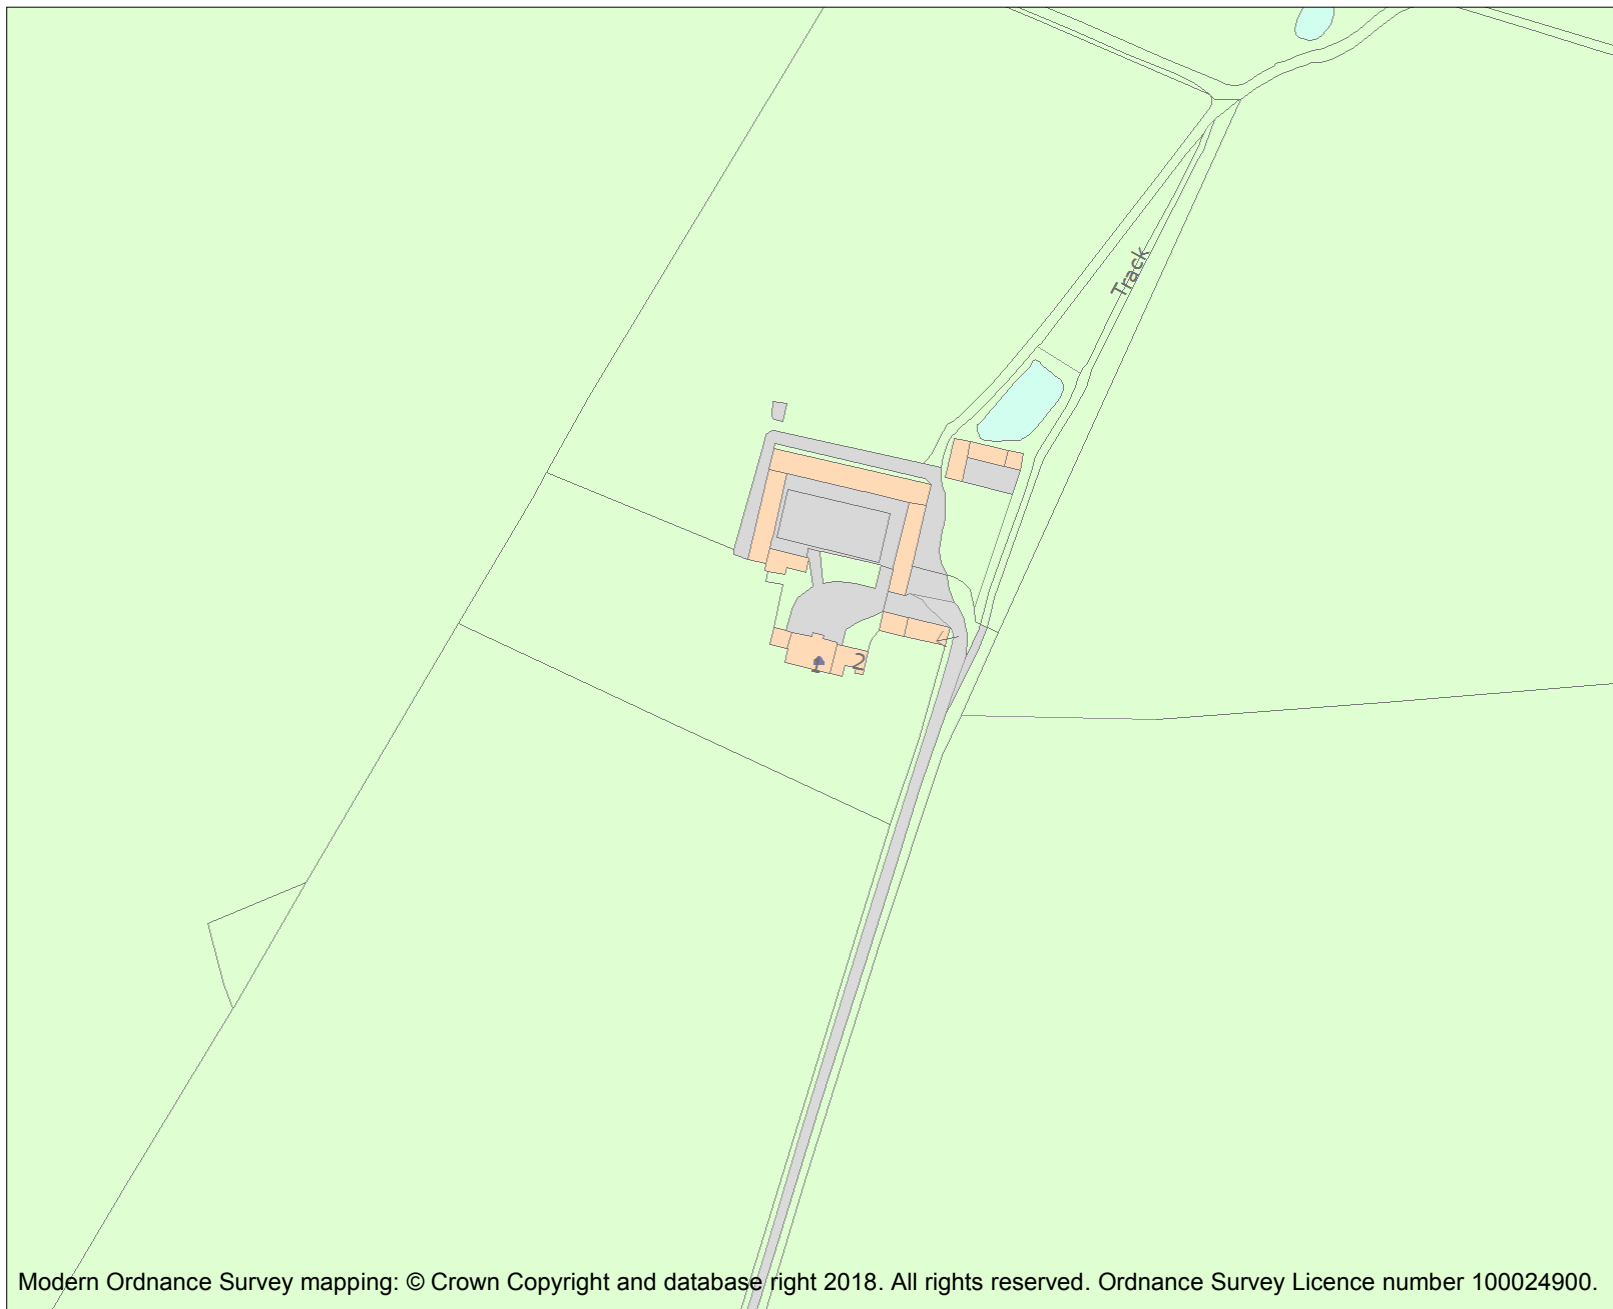 Track
1
2
Modern Ordnance Survey mapping: © Crown Copyright and database right 2018. All rights reserved. Ordnance Survey Licence number 100024900.